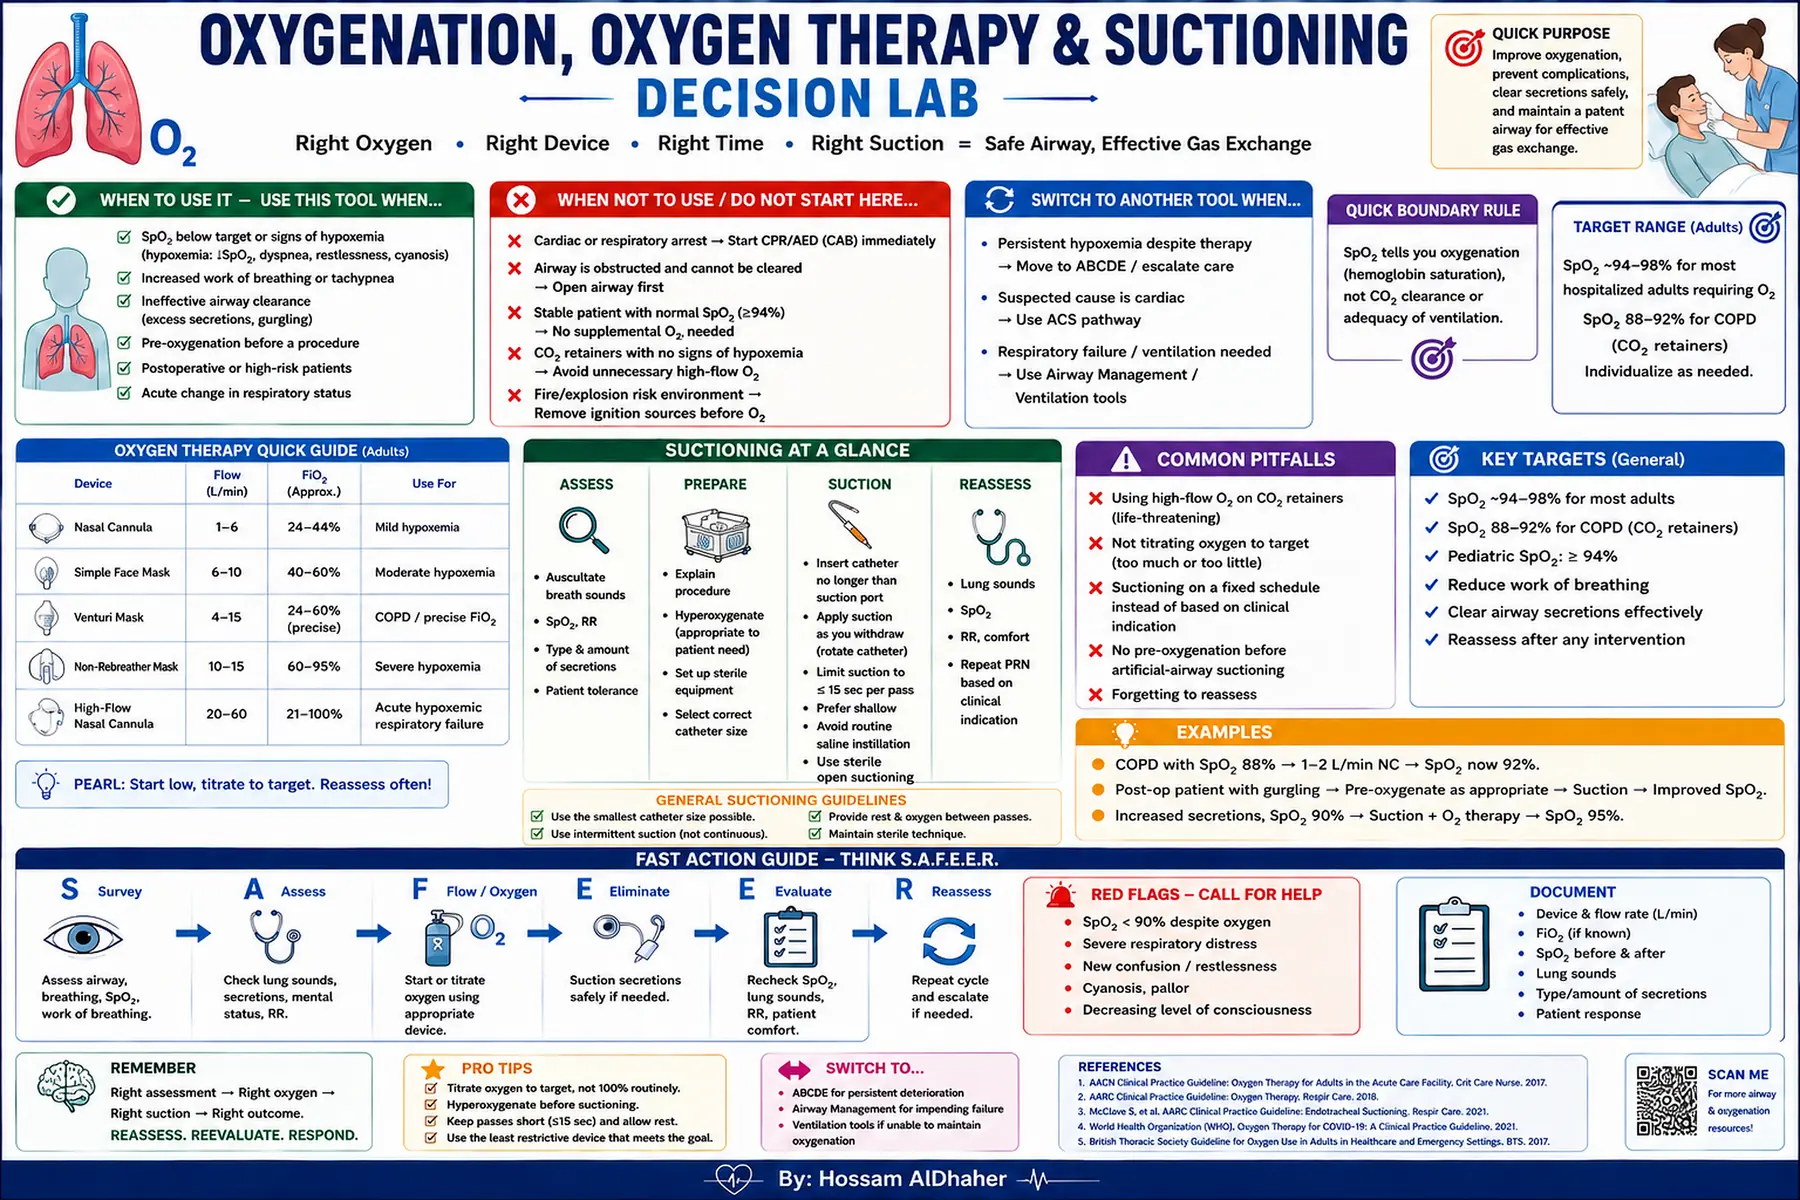 OXYGENATION, OXYGEN THERAPY & SUCTIONING
DECISION LAB
Right Oxygen • Right Device • Right Time • Right Suction = Safe Airway, Effective Gas Exchange
O₂
QUICK PURPOSE
Improve oxygenation,
prevent complications,
clear secretions safely,
and maintain a patent
airway for effective
gas exchange.
WHEN TO USE IT — USE THIS TOOL WHEN...
SpO₂ below target or signs of hypoxemia
(hypoxemia: ↓SpO₂, dyspnea, restlessness, cyanosis)
Increased work of breathing or tachypnea
Ineffective airway clearance
(excess secretions, gurgling)
Pre-oxygenation before a procedure
Postoperative or high-risk patients
Acute change in respiratory status
WHEN NOT TO USE / DO NOT START HERE...
Cardiac or respiratory arrest → Start CPR/AED (CAB) immediately
Airway is obstructed and cannot be cleared
→ Open airway first
Stable patient with normal SpO₂ (≥94%)
→ No supplemental O₂, needed
CO₂ retainers with no signs of hypoxemia
→ Avoid unnecessary high-flow O₂
Fire/explosion risk environment →
Remove ignition sources before O₂
SWITCH TO ANOTHER TOOL WHEN...
• Persistent hypoxemia despite therapy
→ Move to ABCDE / escalate care
• Suspected cause is cardiac
→ Use ACS pathway
• Respiratory failure / ventilation needed
→ Use Airway Management /
Ventilation tools
QUICK BOUNDARY RULE
SpO₂ tells you oxygenation
(hemoglobin saturation),
not CO₂ clearance or
adequacy of ventilation.
TARGET RANGE (Adults)
SpO₂ ~94–98% for most
hospitalized adults requiring O₂
SpO₂ 88–92% for COPD
(CO₂ retainers)
Individualize as needed.
OXYGEN THERAPY QUICK GUIDE (Adults)
Device Flow (L/min) FiO₂ (Approx.) Use For
Nasal Cannula 1–6 24–44% Mild hypoxemia
Simple Face Mask 6–10 40–60% Moderate hypoxemia
Venturi Mask 4–15 24–60% (precise) COPD / precise FiO₂
Non-Rebreather Mask 10–15 60–95% Severe hypoxemia
High-Flow Nasal Cannula 20–60 21–100% Acute hypoxemic respiratory failure
PEARL: Start low, titrate to target. Reassess often!
SUCTIONING AT A GLANCE
ASSESS
• Auscultate
breath sounds
• SpO₂, RR
• Type & amount
of secretions
• Patient tolerance
PREPARE
• Explain
procedure
• Hyperoxygenate
(appropriate to
patient need)
• Set up sterile
equipment
• Select correct
catheter size
SUCTION
• Insert catheter
no longer than
suction port
• Apply suction
as you withdraw
(rotate catheter)
• Limit suction to
≤ 15 sec per pass
• Prefer shallow
• Avoid routine
saline instillation
• Use sterile
open suctioning
REASSESS
• Lung sounds
• SpO₂
• RR, comfort
• Repeat PRN
based on
clinical
indication
GENERAL SUCTIONING GUIDELINES
Use the smallest catheter size possible.
Use intermittent suction (not continuous).
Provide rest & oxygen between passes.
Maintain sterile technique.
COMMON PITFALLS
Using high-flow O₂ on CO₂ retainers
(life-threatening)
Not titrating oxygen to target
(too much or too little)
Suctioning on a fixed schedule
instead of based on clinical
indication
No pre-oxygenation before
artificial-airway suctioning
Forgetting to reassess
KEY TARGETS (General)
SpO₂ ~94–98% for most adults
SpO₂ 88–92% for COPD (CO₂ retainers)
Pediatric SpO₂: ≥ 94%
Reduce work of breathing
Clear airway secretions effectively
Reassess after any intervention
EXAMPLES
COPD with SpO₂ 88% → 1–2 L/min NC → SpO₂ now 92%.
Post-op patient with gurgling → Pre-oxygenate as appropriate → Suction → Improved SpO₂.
Increased secretions, SpO₂ 90% → Suction + O₂ therapy → SpO₂ 95%.
FAST ACTION GUIDE – THINK S.A.F.E.E.R.
S Survey
Assess airway,
breathing, SpO₂,
work of breathing.
A Assess
Check lung sounds,
secretions, mental
status, RR.
F Flow / Oxygen
O₂
Start or titrate
oxygen using
appropriate
device.
E Eliminate
Suction secretions
safely if needed.
E Evaluate
Recheck SpO₂,
lung sounds,
RR, patient
comfort.
R Reassess
Repeat cycle
and escalate
if needed.
RED FLAGS – CALL FOR HELP
• SpO₂ < 90% despite oxygen
• Severe respiratory distress
• New confusion / restlessness
• Cyanosis, pallor
• Decreasing level of consciousness
DOCUMENT
• Device & flow rate (L/min)
• FiO₂ (if known)
• SpO₂ before & after
• Lung sounds
• Type/amount of secretions
• Patient response
REMEMBER
Right assessment → Right oxygen →
Right suction → Right outcome.
REASSESS. REEVALUATE. RESPOND.
PRO TIPS
Titrate oxygen to target, not 100% routinely.
Hyperoxygenate before suctioning.
Keep passes short (≤15 sec) and allow rest.
Use the least restrictive device that meets the goal.
SWITCH TO...
• ABCDE for persistent deterioration
• Airway Management for impending failure
• Ventilation tools if unable to maintain
oxygenation
REFERENCES
1. AACN Clinical Practice Guideline: Oxygen Therapy for Adults in the Acute Care Facility. Crit Care Nurse. 2017.
2. AARC Clinical Practice Guideline: Oxygen Therapy. Respir Care. 2018.
3. McClave S, et al. AARC Clinical Practice Guideline: Endotracheal Suctioning. Respir Care. 2021.
4. World Health Organization (WHO). Oxygen Therapy for COVID-19: A Clinical Practice Guideline. 2021.
5. British Thoracic Society Guideline for Oxygen Use in Adults in Healthcare and Emergency Settings. BTS. 2017.
SCAN ME
For more airway
& oxygenation
resources!
By: Hossam AlDhaher